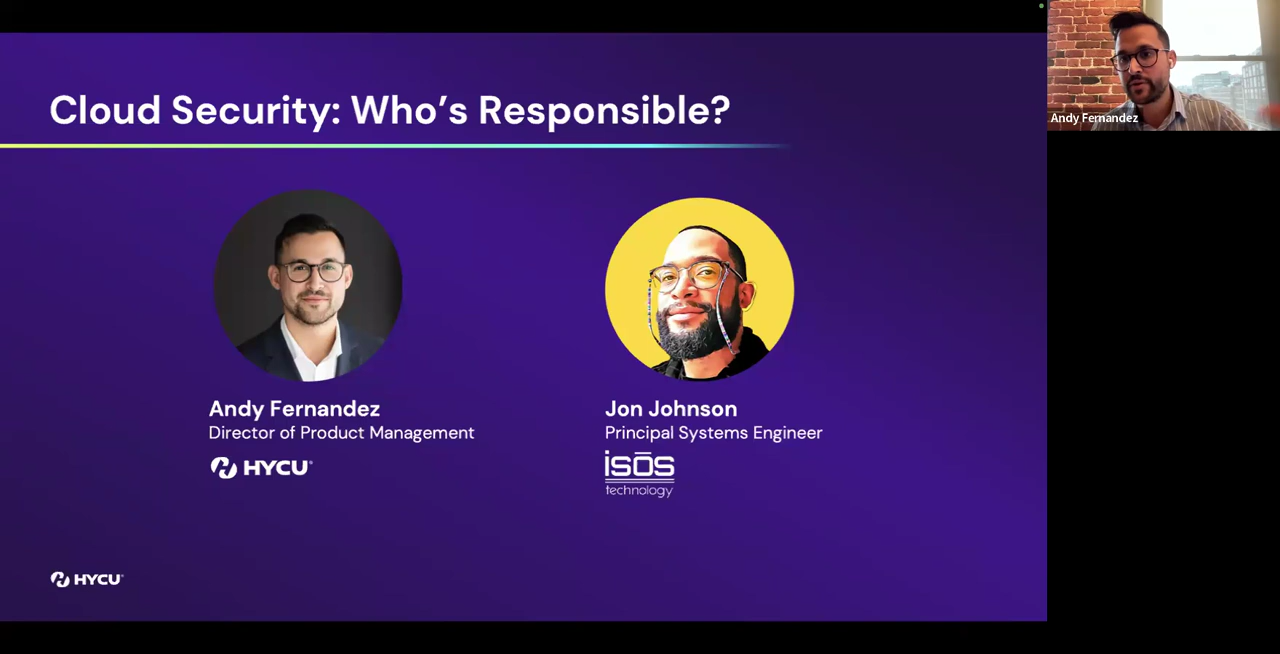 Cloud Security: Who's Responsible?
Andy Fernandez
Andy Fernandez
Director of Product Management
HYCU®
Jon Johnson
Principal Systems Engineer
isōs
technology
HYCU®